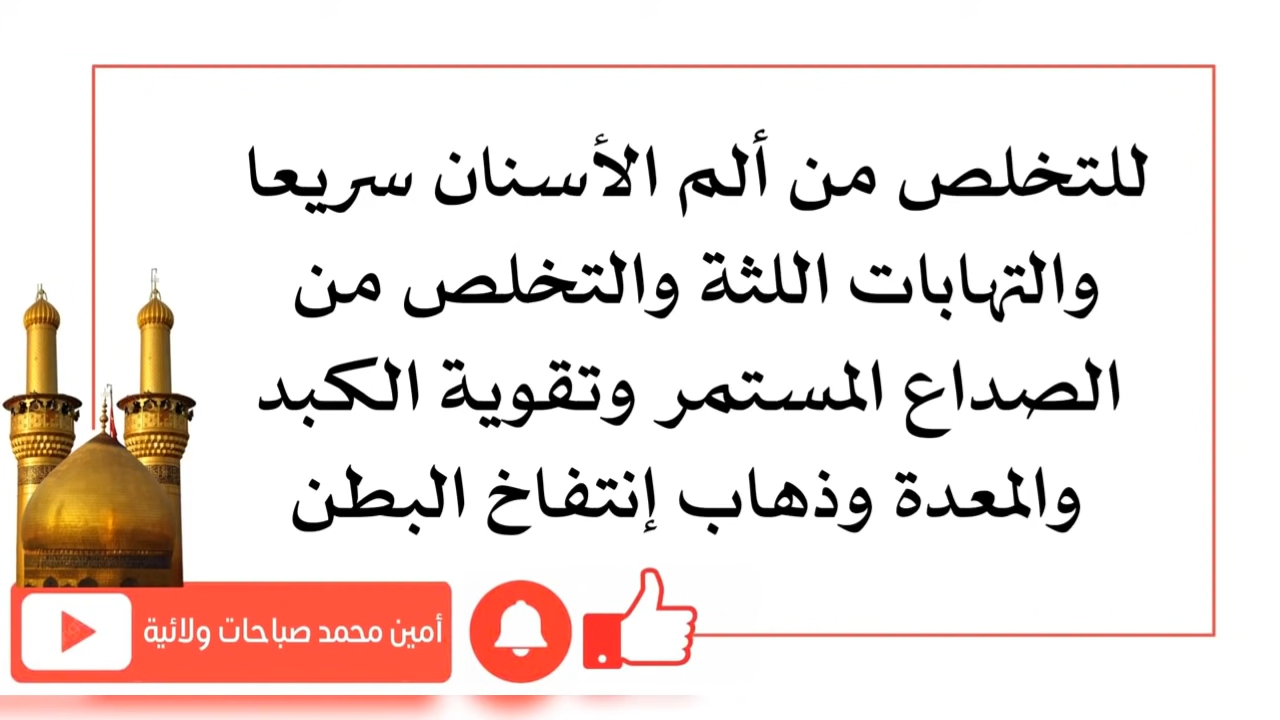 للتخلص من ألم الأسنان سريعا
والتهابات اللثة والتخلص من
الصداع المستمر وتقوية الكبد
والمعدة وذهاب إنتفاخ البطن
أمين محمد صباحات ولائية